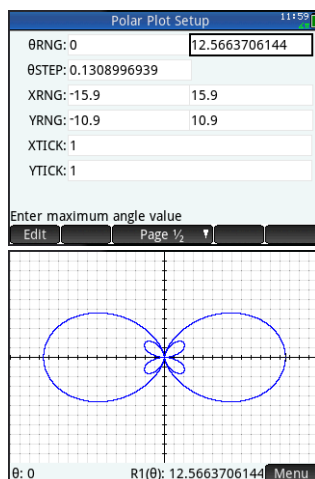 Polar Plot Setup 11:59
θRNG: 0 12.5663706144
θSTEP: 0.1308996939
XRNG: -15.9 15.9
YRNG: -10.9 10.9
XTICK: 1
YTICK: 1
Enter maximum angle value
Edit Page ½
θ: 0 R1(θ): 12.5663706144 Menu